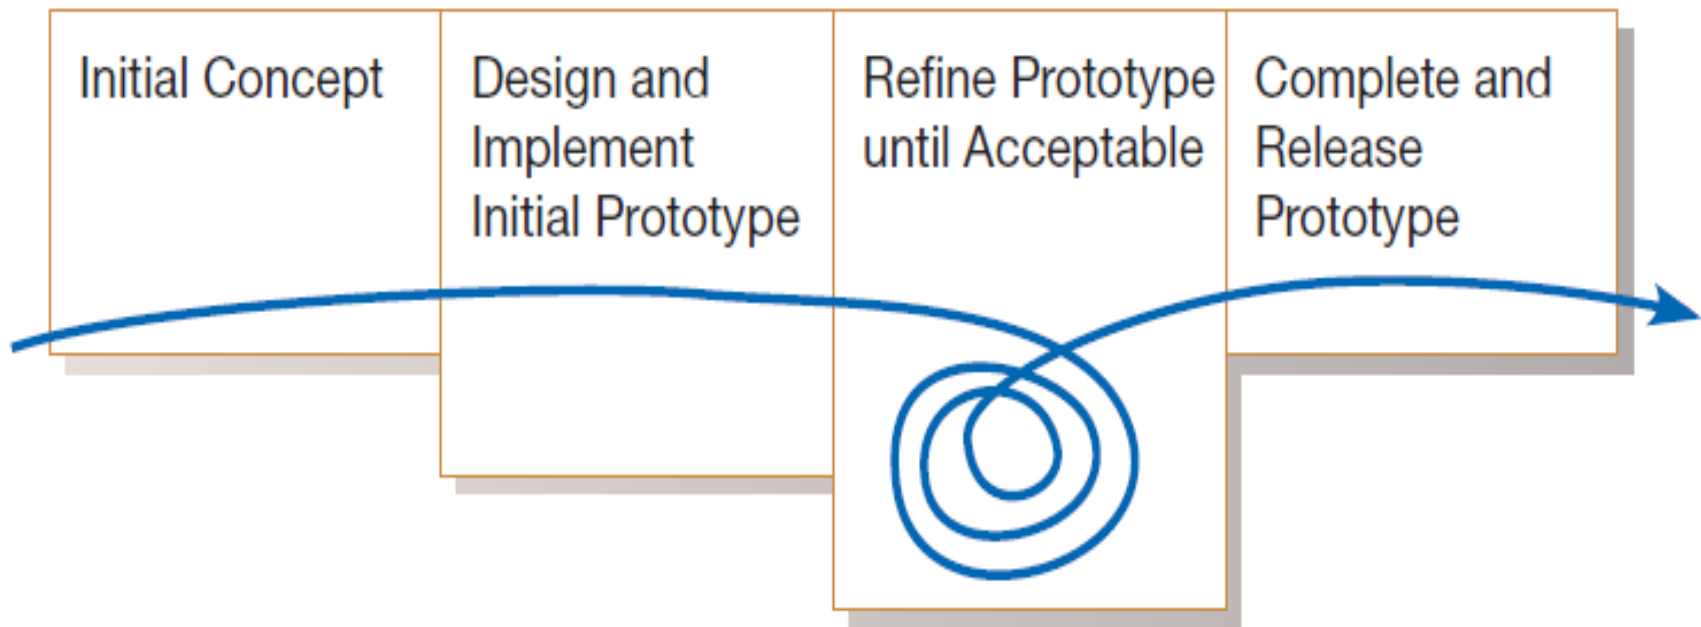 Initial Concept
Design and
Implement
Initial Prototype
Refine Prototype
until Acceptable
Complete and
Release
Prototype